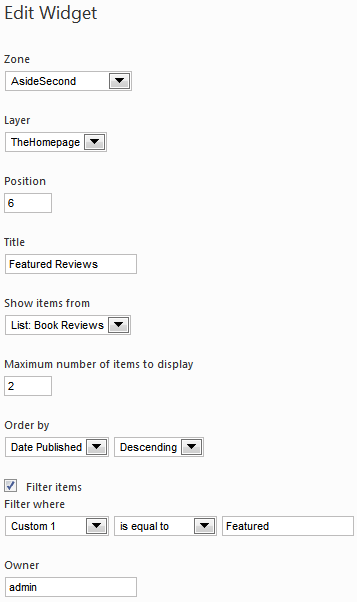 Edit Widget
Zone
AsideSecond
Layer
TheHomepage
Position
6
Title
Featured Reviews
Show items from
List: Book Reviews
Maximum number of items to display
2
Order by
Date Published Descending
Filter items
Filter where
Custom 1 is equal to Featured
Owner
admin